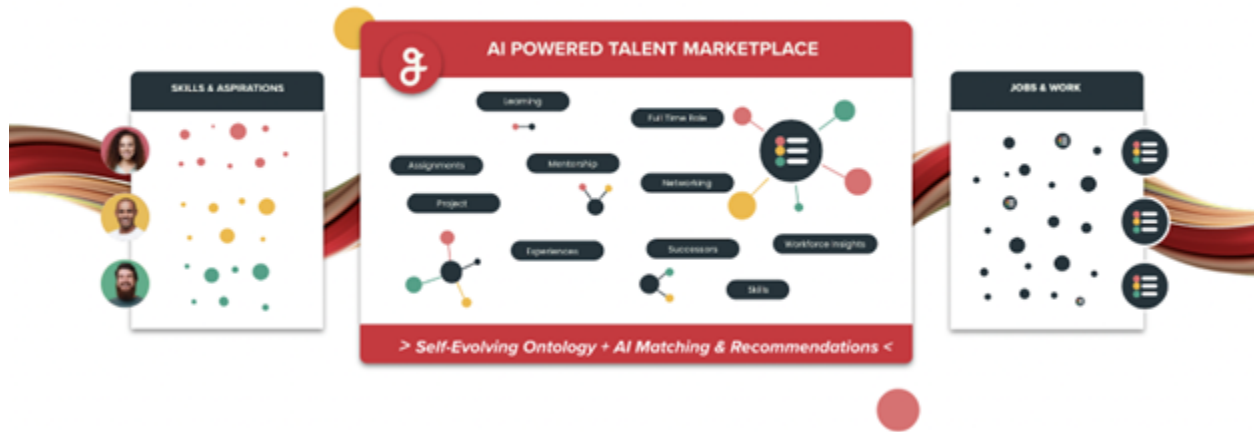 AI POWERED TALENT MARKETPLACE
SKILLS & ASPIRATIONS
Learning
Full Time Role
Assignments
Mentorship
Networking
Project
Experiences
Successors
Workforce Insights
Skills
> Self-Evolving Ontology + AI Matching & Recommendations <
JOBS & WORK